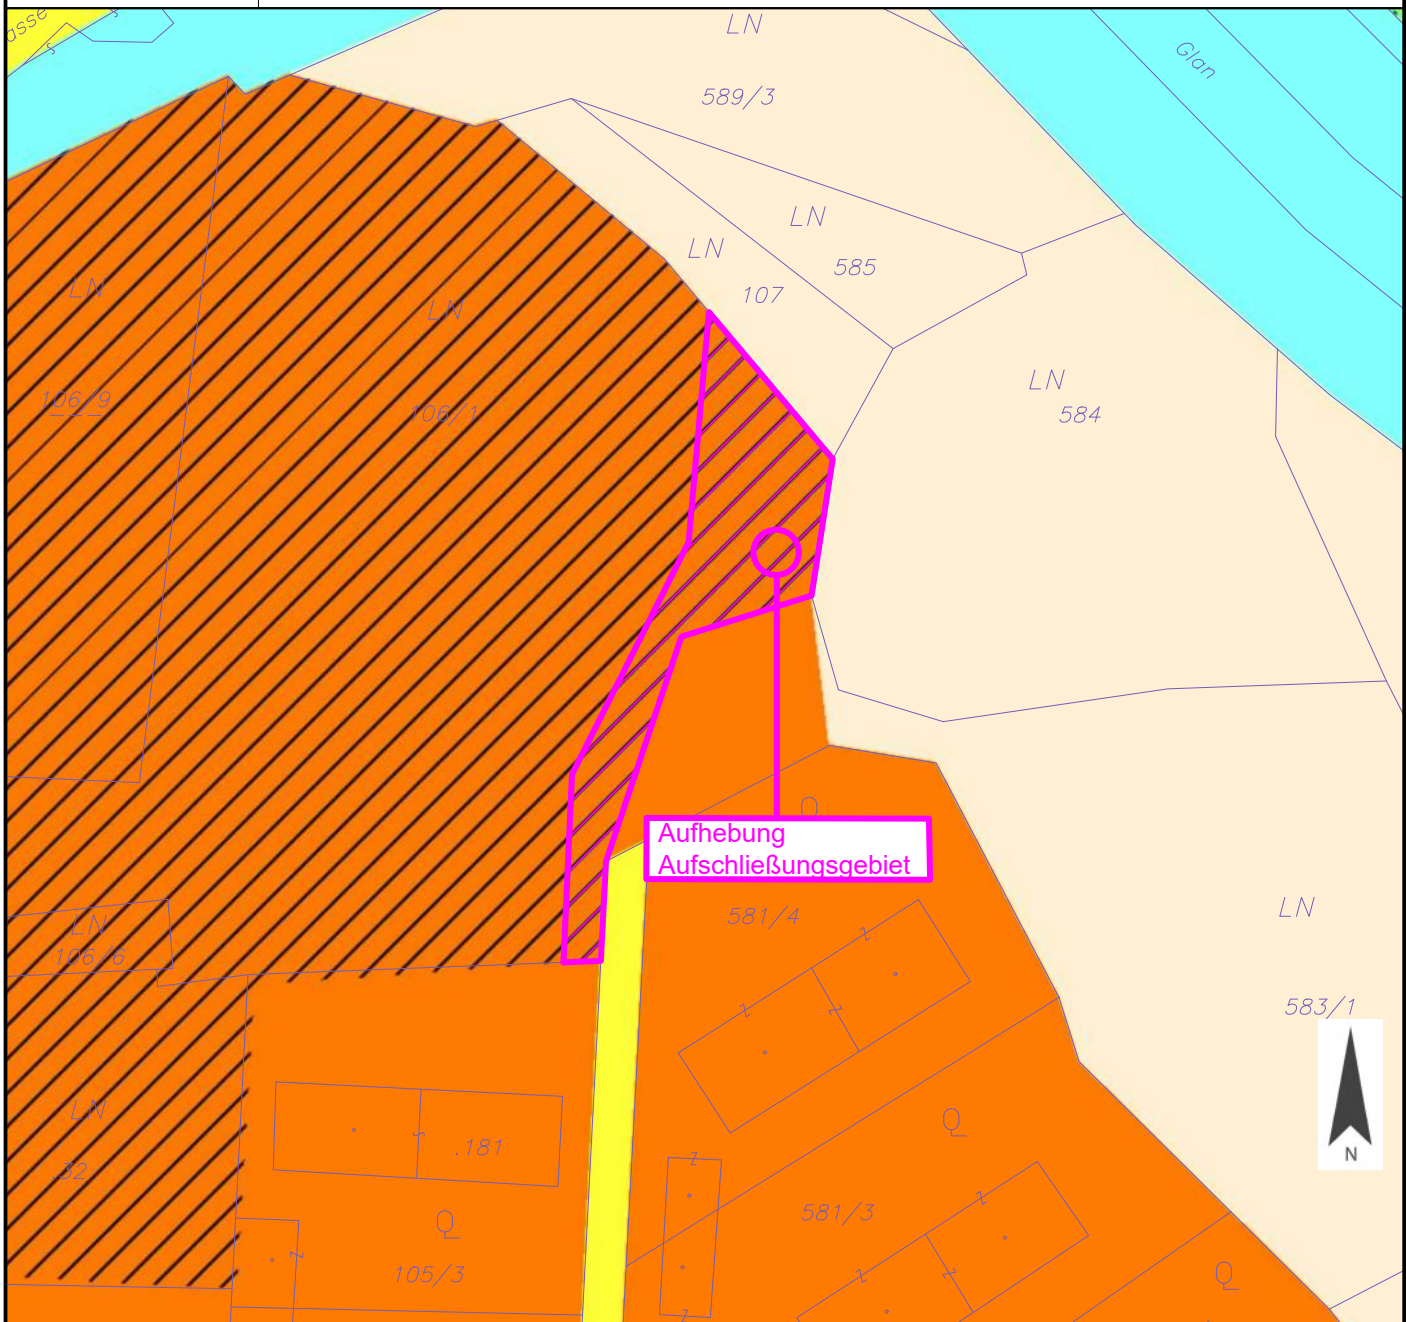 asse
LN
Glan
589/3
LN
LN
585
LN
107
LN
LN
584
106/9
106/1
Aufhebung
Aufschließungsgebiet
581/4
LN
LN
106/6
583/1
N
LN
.181
Q
.32
581/3
Q
105/3
Q